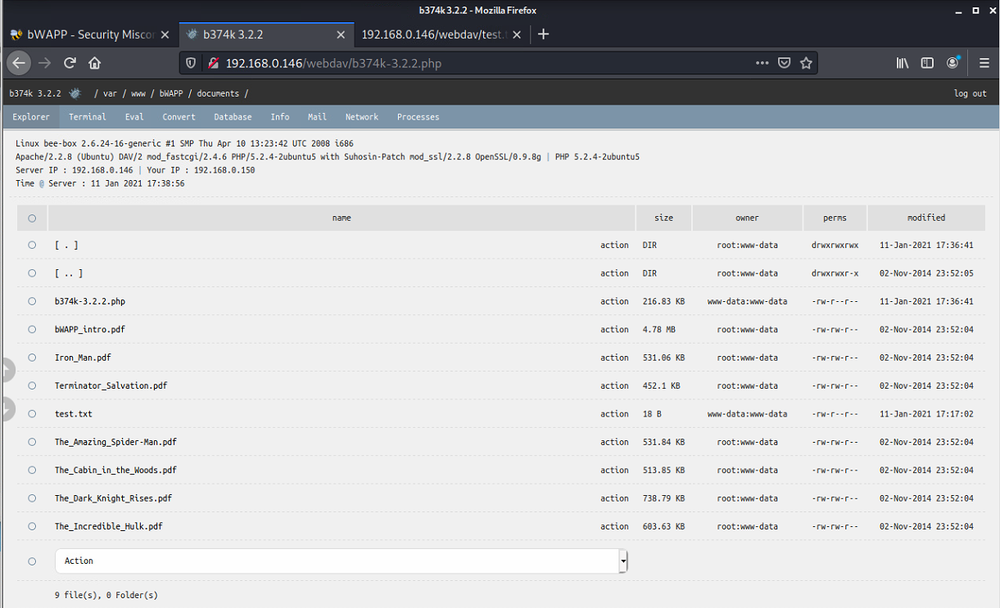 b374k 3.2.2 - Mozilla Firefox
bWAPP - Security Miscon
b374k 3.2.2
192.168.0.146/webdav/test.t
192.168.0.146/webdav/b374k-3.2.2.php
b374k 3.2.2 / var / www / bWAPP / documents / log out
Explorer Terminal Eval Convert Database Info Mail Network Processes
Linux bee-box 2.6.24-16-generic #1 SMP Thu Apr 10 13:23:42 UTC 2008 i686
Apache/2.2.8 (Ubuntu) DAV/2 mod_fastcgi/2.4.6 PHP/5.2.4-2ubuntu5 with Suhosin-Patch mod_ssl/2.2.8 OpenSSL/0.9.8g | PHP 5.2.4-2ubuntu5
Server IP : 192.168.0.146 | Your IP : 192.168.0.150
Time @ Server : 11 Jan 2021 17:38:56
name size owner perms modified
[ . ] action DIR root:www-data drwxrwxrwx 11-Jan-2021 17:36:41
[ .. ] action DIR root:www-data drwxrwxr-x 02-Nov-2014 23:52:05
b374k-3.2.2.php action 216.83 KB www-data:www-data -rw-r--r-- 11-Jan-2021 17:36:41
bWAPP_intro.pdf action 4.78 MB root:www-data -rw-rw-r-- 02-Nov-2014 23:52:04
Iron_Man.pdf action 531.06 KB root:www-data -rw-rw-r-- 02-Nov-2014 23:52:04
Terminator_Salvation.pdf action 452.1 KB root:www-data -rw-rw-r-- 02-Nov-2014 23:52:04
test.txt action 18 B www-data:www-data -rw-r--r-- 11-Jan-2021 17:17:02
The_Amazing_Spider-Man.pdf action 531.84 KB root:www-data -rw-rw-r-- 02-Nov-2014 23:52:04
The_Cabin_in_the_Woods.pdf action 513.85 KB root:www-data -rw-rw-r-- 02-Nov-2014 23:52:04
The_Dark_Knight_Rises.pdf action 738.79 KB root:www-data -rw-rw-r-- 02-Nov-2014 23:52:04
The_Incredible_Hulk.pdf action 603.63 KB root:www-data -rw-rw-r-- 02-Nov-2014 23:52:04
Action
9 file(s), 0 Folder(s)